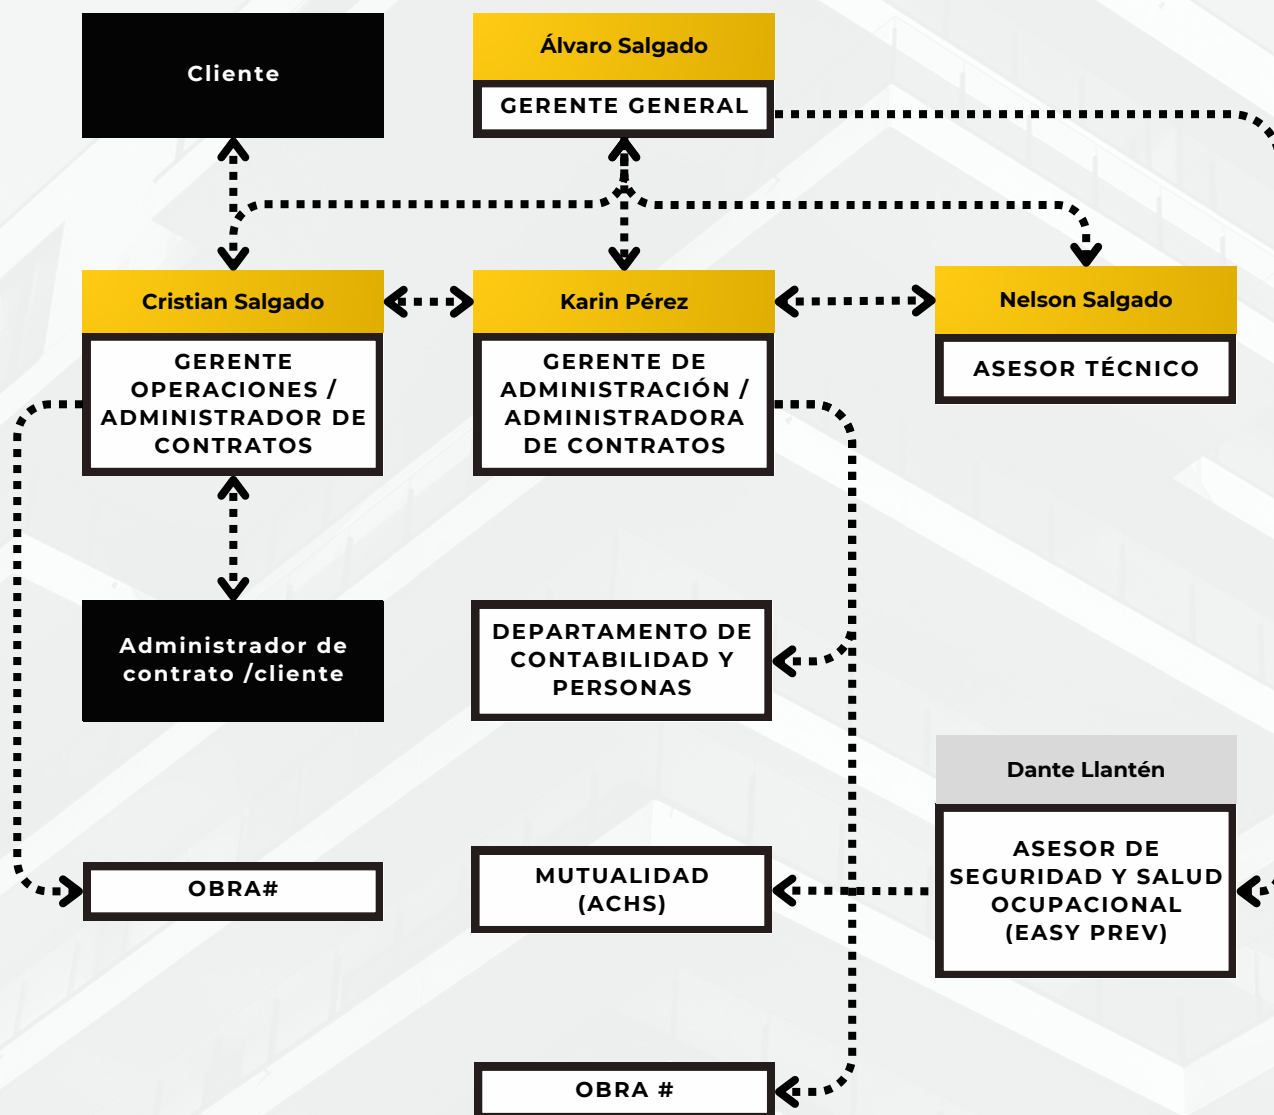 Cliente
Álvaro Salgado
GERENTE GENERAL
Cristian Salgado
GERENTE
OPERACIONES /
ADMINISTRADOR DE
CONTRATOS
Karin Pérez
GERENTE DE
ADMINISTRACIÓN /
ADMINISTRADORA
DE CONTRATOS
Nelson Salgado
ASESOR TÉCNICO
Administrador de
contrato /cliente
DEPARTAMENTO DE
CONTABILIDAD Y
PERSONAS
Dante Llantén
ASESOR DE
SEGURIDAD Y SALUD
OCUPACIONAL
(EASY PREV)
OBRA#
MUTUALIDAD
(ACHS)
OBRA #